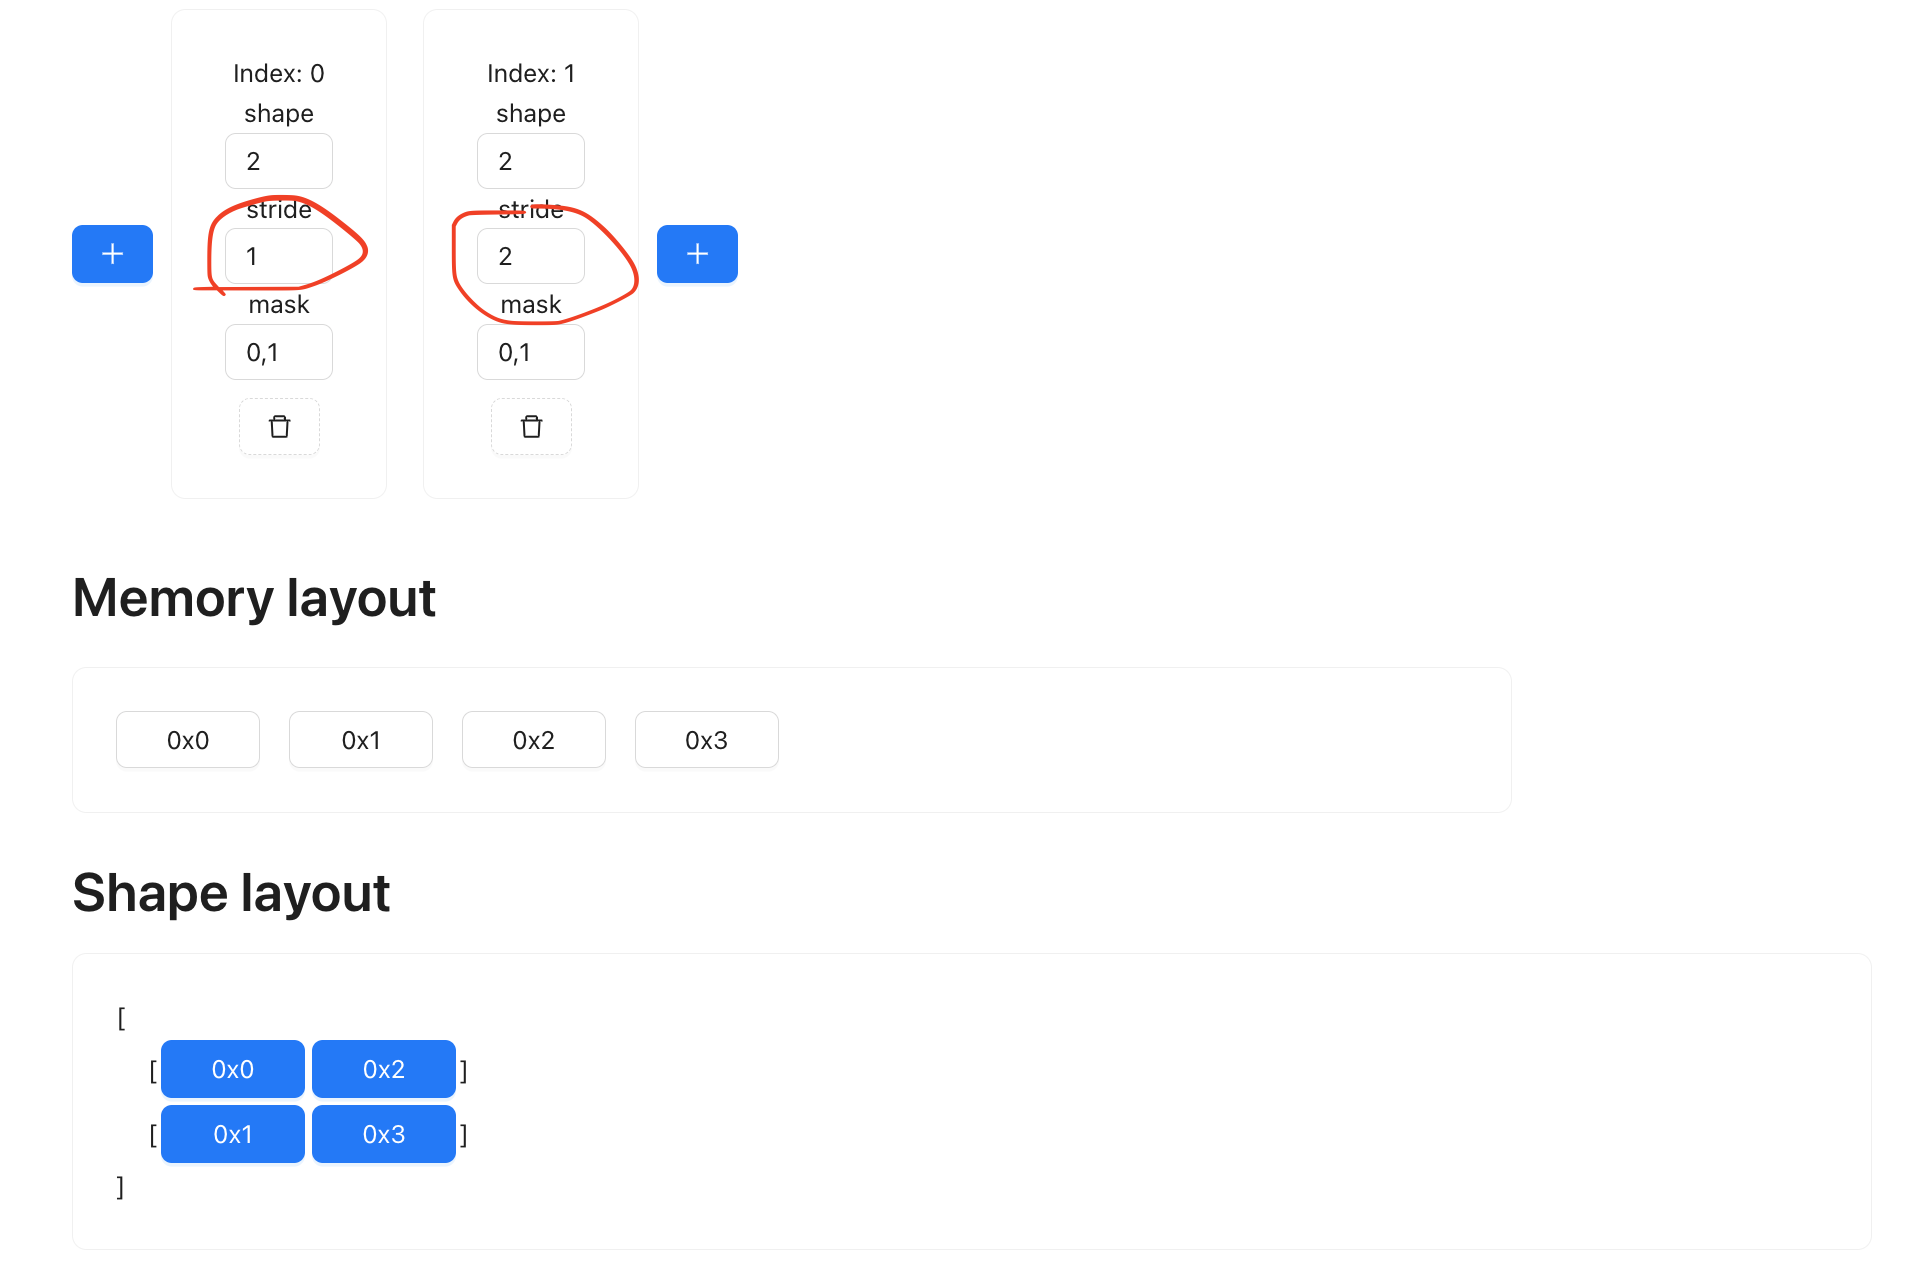 Index: 0 Index: 1
shape shape
2 2
stride stride
1 2
mask mask
0,1 0,1
Memory layout
0x0 0x1 0x2 0x3
Shape layout
[
[ 0x0 0x2 ]
[ 0x1 0x3 ]
]